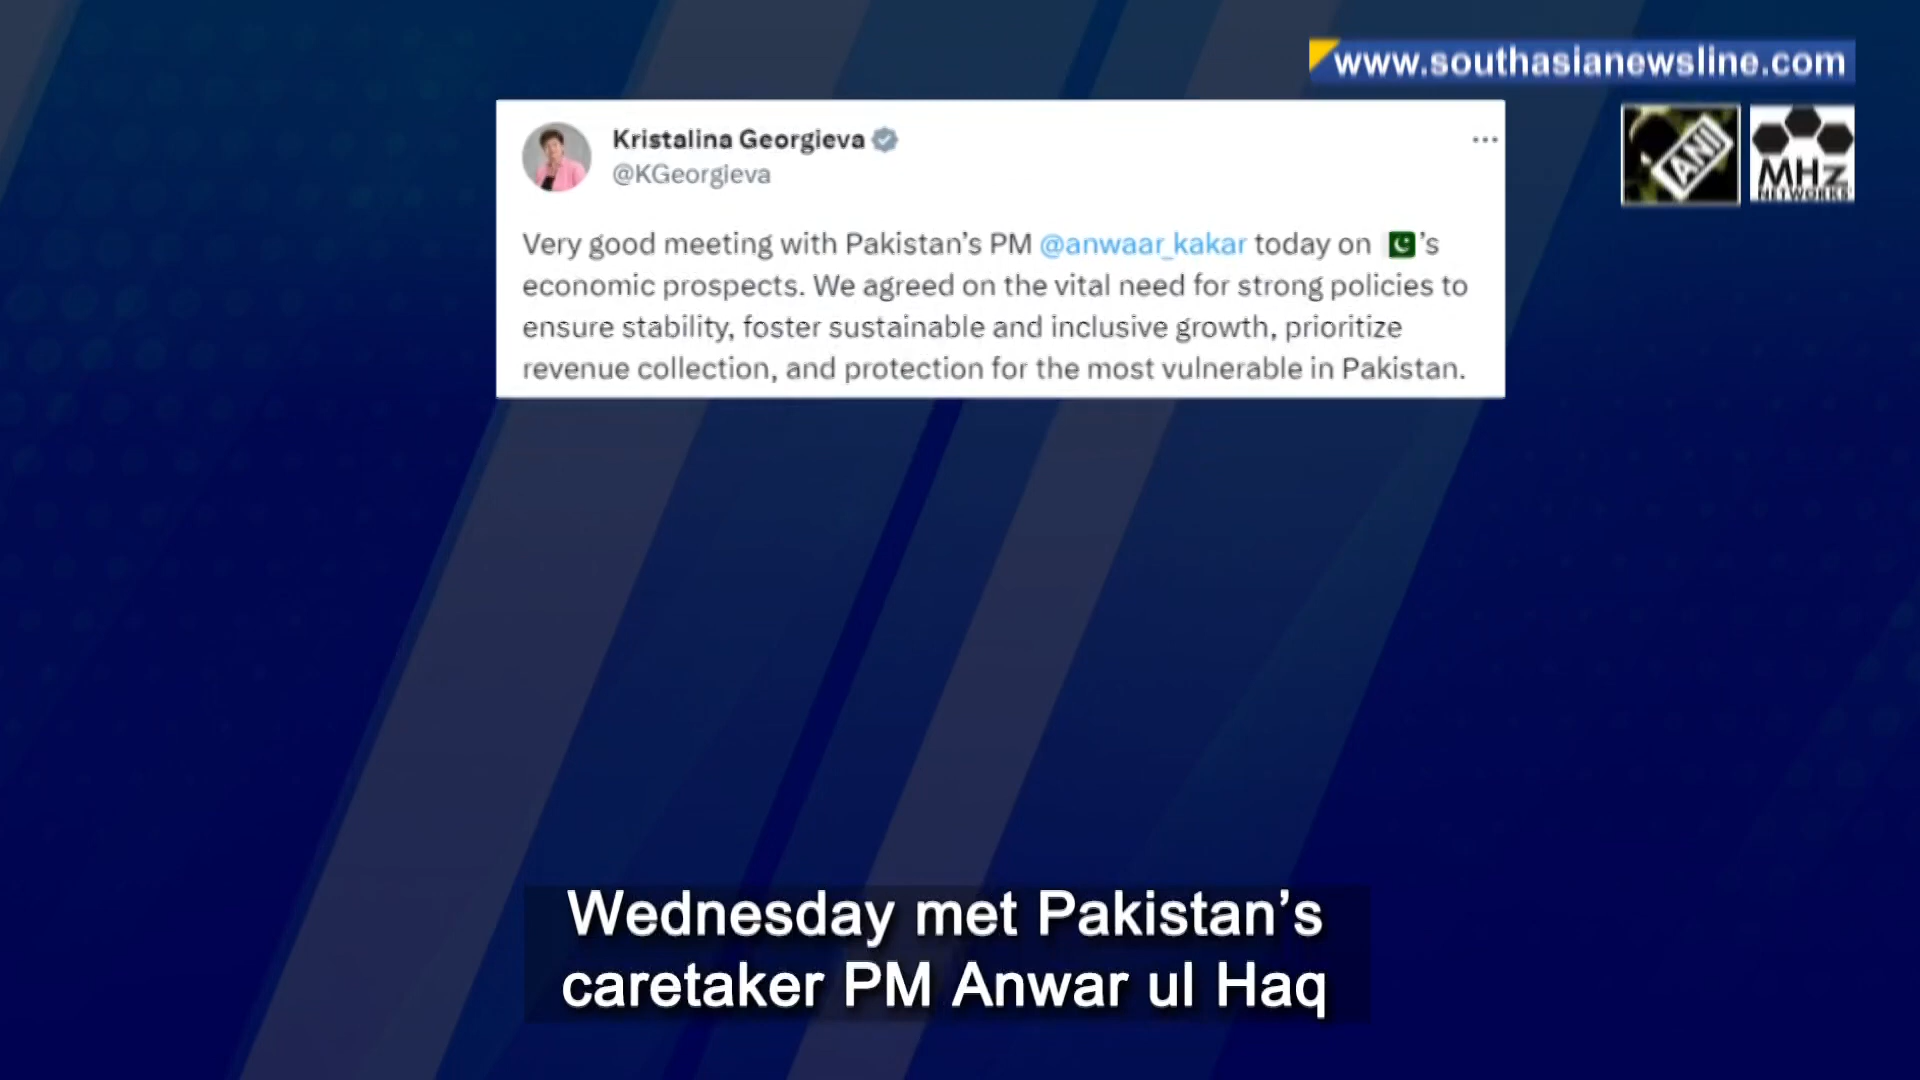 www.southasianewsline.com
ANI
MHz
NETWORKS
Kristalina Georgieva
@KGeorgieva
Very good meeting with Pakistan’s PM @anwaar_kakar today on 🇵🇰’s
economic prospects. We agreed on the vital need for strong policies to
ensure stability, foster sustainable and inclusive growth, prioritize
revenue collection, and protection for the most vulnerable in Pakistan.
Wednesday met Pakistan’s
caretaker PM Anwar ul Haq